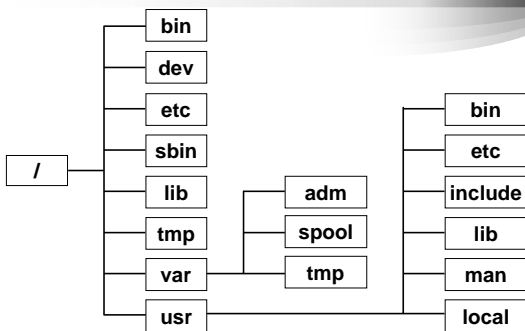 bin
dev
etc
sbin
/
lib
tmp
var
usr
adm
spool
tmp
bin
etc
include
lib
man
local